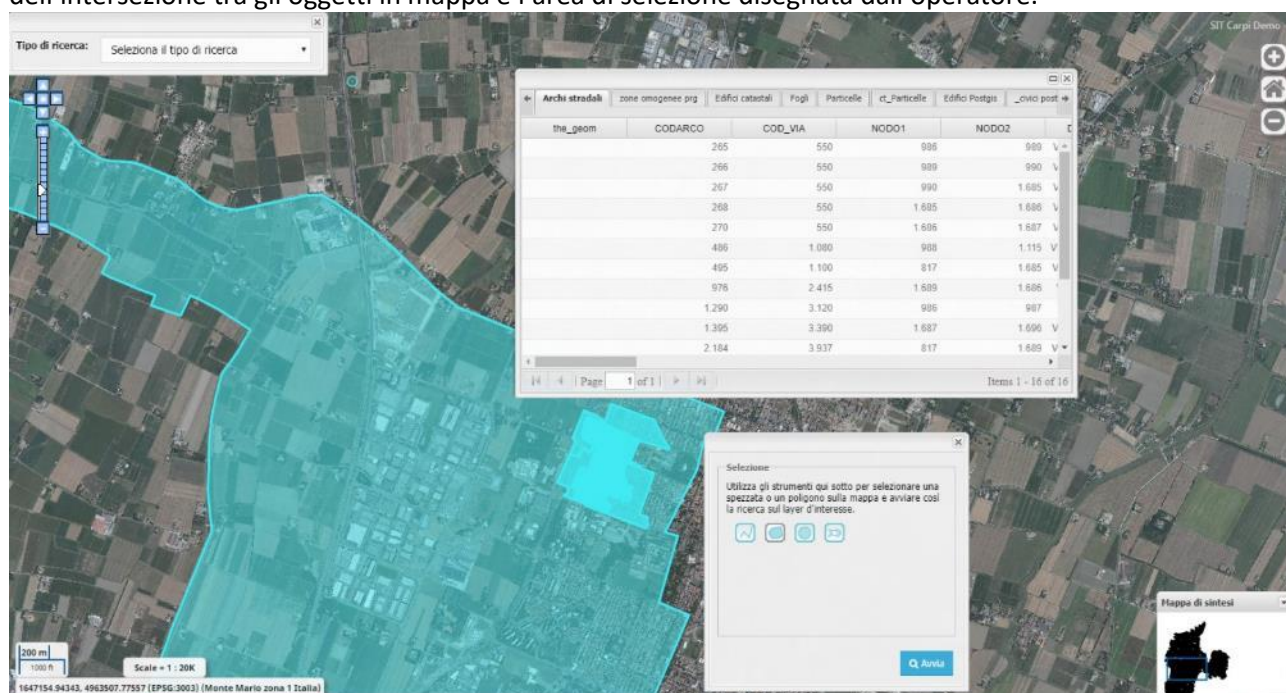 dell'intersezione tra gli oggetti in mappa e l'area di selezione disegnata dall'operatore.
SIT Carpi Demo
Tipo di ricerca: Seleziona il tipo di ricerca
Archi stradali zone omogenee prg Edifici catastali Fogli Particelle ct_Particelle Edifici Postgis _civici post
the_geom CODARCO COD_VIA NODO1 NODO2
265 550 986 989 V
266 550 989 990 V
267 550 990 1.685 V
268 550 1.685 1.686 V
270 550 1.686 1.687 V
486 1.080 988 1.115 V
495 1.100 817 1.685 V
976 2.415 1.689 1.686
1.290 3.120 986 987
1.395 3.390 1.687 1.696 V
2.184 3.937 817 1.689 V
Page 1 of 1 Items 1 - 16 of 16
Selezione
Utilizza gli strumenti qui sotto per selezionare una
spezzata o un poligono sulla mappa e avviare così
la ricerca sul layer d'interesse.
Avvia
Mappa di sintesi
200 m
1000 ft
Scale = 1 : 20K
1647154.94343, 4963507.77557 (EPSG:3003) (Monte Mario zona 1 Italia)